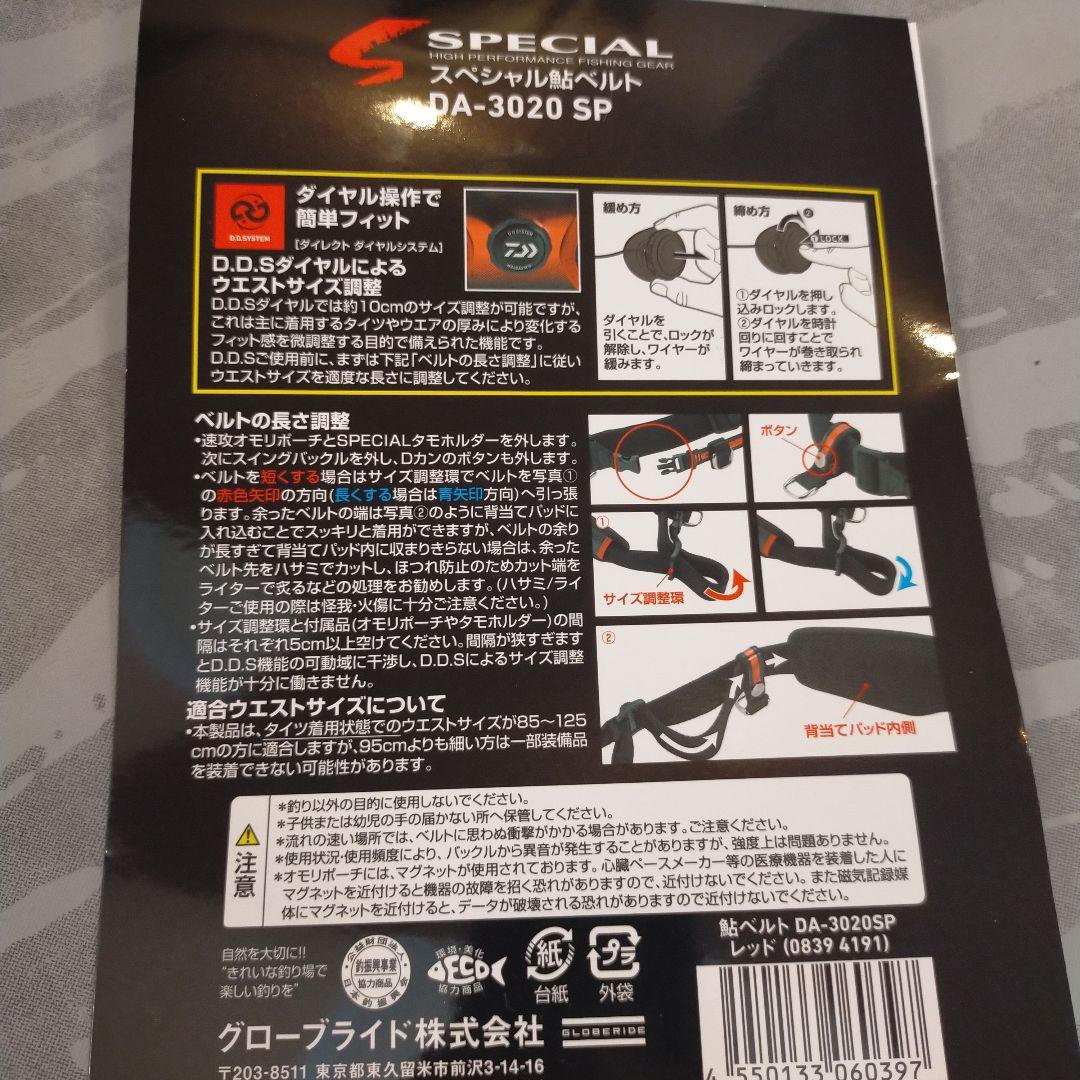 SPECIAL
HIGH PERFORMANCE FISHING GEAR
スペシャル鮎ベルト
DA-3020 SP
D.D.SYSTEM
ダイヤル操作で
簡単フィット
[ダイレクト ダイヤルシステム]
D.D.Sダイヤルによる
ウエストサイズ調整
D.D.Sダイヤルでは約10cmのサイズ調整が可能ですが、
これは主に着用するタイツやウエアの厚みにより変化する
フィット感を微調整する目的で備えられた機能です。
D.D.Sご使用前に、まずは下記「ベルトの長さ調整」に従い
ウエストサイズを適度な長さに調整してください。
D.D.SYSTEM
緩め方
ダイヤルを
引くことで、ロックが
解除し、ワイヤーが
緩みます。
締め方
②
①LOCK
①ダイヤルを押し
込みロックします。
②ダイヤルを時計
回りに回すことで
ワイヤーが巻き取られ
締まっていきます。
ベルトの長さ調整
・速攻オモリポーチとSPECIALタモホルダーを外します。
次にスイングバックルを外し、Dカンのボタンも外します。
・ベルトを短くする場合はサイズ調整環でベルトを写真①
の赤色矢印の方向(長くする場合は青矢印方向)へ引っ張
ります。余ったベルトの端は写真②のように背当てパッドに
入れ込むことでスッキリと着用ができますが、ベルトの余り
が長すぎて背当てパッド内に収まりきらない場合は、余った
ベルト先をハサミでカットし、ほつれ防止のためカット端を
ライターで炙るなどの処理をお勧めします。(ハサミ/ライ
ターご使用の際は怪我・火傷に十分ご注意ください。)
・サイズ調整環と付属品(オモリポーチやタモホルダー)の間
隔はそれぞれ5cm以上空けてください。間隔が狭すぎます
とD.D.S機能の可動域に干渉し、D.D.Sによるサイズ調整
機能が十分に働きません。
適合ウエストサイズについて
・本製品は、タイツ着用状態でのウエストサイズが85〜125
cmの方に適合しますが、95cmよりも細い方は一部装備品
を装着できない可能性があります。
ボタン
①
サイズ調整環
②
背当てパッド内側
注意
*釣り以外の目的に使用しないでください。
*子供または幼児の手の届かない所へ保管してください。
*流れの速い場所では、ベルトに思わぬ衝撃がかかる場合があります。ご注意ください。
*使用状況・使用頻度により、バックルから異音が発生することがありますが、強度上は問題ありません。
*オモリポーチには、マグネットが使用されております。心臓ペースメーカー等の医療機器を装着した人に
マグネットを近付けると機器の故障を招く恐れがありますので、近付けないでください。また磁気記録媒
体にマグネットを近付けると、データが破壊される恐れがありますので近付けないでください。
鮎ベルト DA-3020SP
レッド (0839 4191)
自然を大切に!!
"きれいな釣り場で
楽しい釣りを"
公益財団法人
釣振興事業
協力商品
日本釣振興会
環境・美化
ECO
協力商品
紙
台紙
プラ
外袋
グローブライド株式会社
GLOBERIDE
〒203-8511 東京都東久留米市前沢3-14-16
4 550133 060397